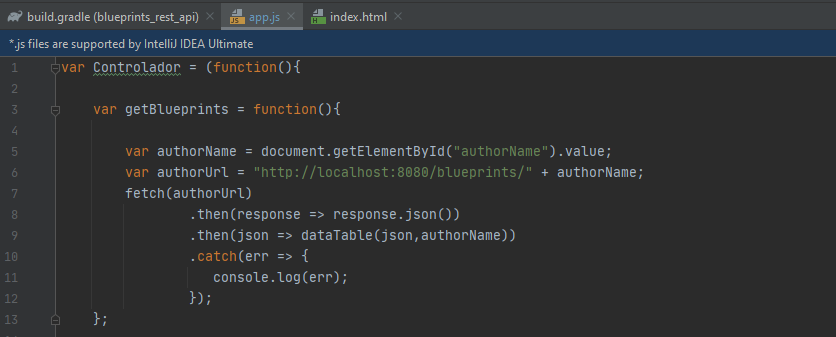 build.gradle (blueprints_rest_api) × app.js × index.html ×
*.js files are supported by IntelliJ IDEA Ultimate
1 var Controlador = (function(){
2
3 var getBlueprints = function(){
4
5 var authorName = document.getElementById("authorName").value;
6 var authorUrl = "http://localhost:8080/blueprints/" + authorName;
7 fetch(authorUrl)
8 .then(response => response.json())
9 .then(json => dataTable(json,authorName))
10 .catch(err => {
11 console.log(err);
12 });
13 };